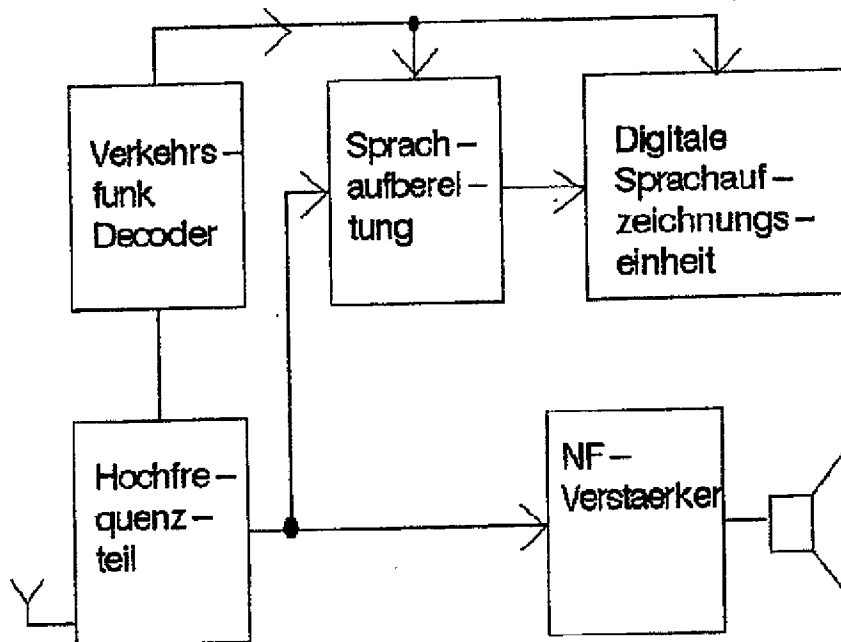 Verkehrs–
funk
Decoder
Sprach–
aufberei–
tung
Digitale
Sprachauf–
zeichnungs–
einheit
Hochfre–
quenz–
teil
NF–
Verstaerker